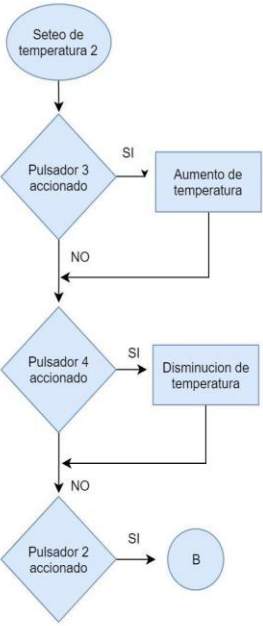 Seteo de
temperatura 2
Pulsador 3
accionado
SI
Aumento de
temperatura
NO
Pulsador 4
accionado
SI
Disminucion de
temperatura
NO
Pulsador 2
accionado
SI
B